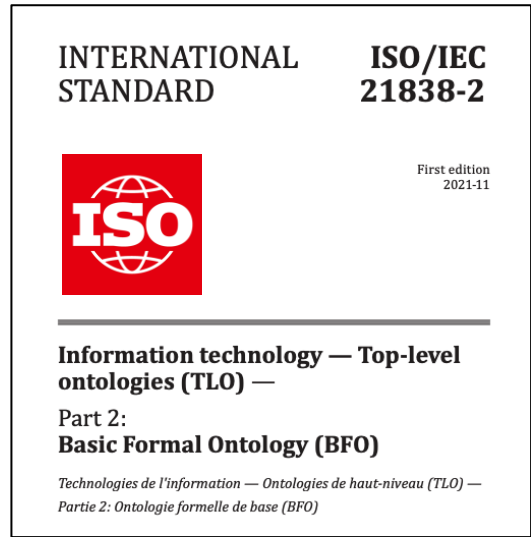 INTERNATIONAL
STANDARD
ISO/IEC
21838-2
First edition
2021-11
ISO
Information technology — Top-level
ontologies (TLO) —
Part 2:
Basic Formal Ontology (BFO)
Technologies de l'information — Ontologies de haut-niveau (TLO) —
Partie 2: Ontologie formelle de base (BFO)